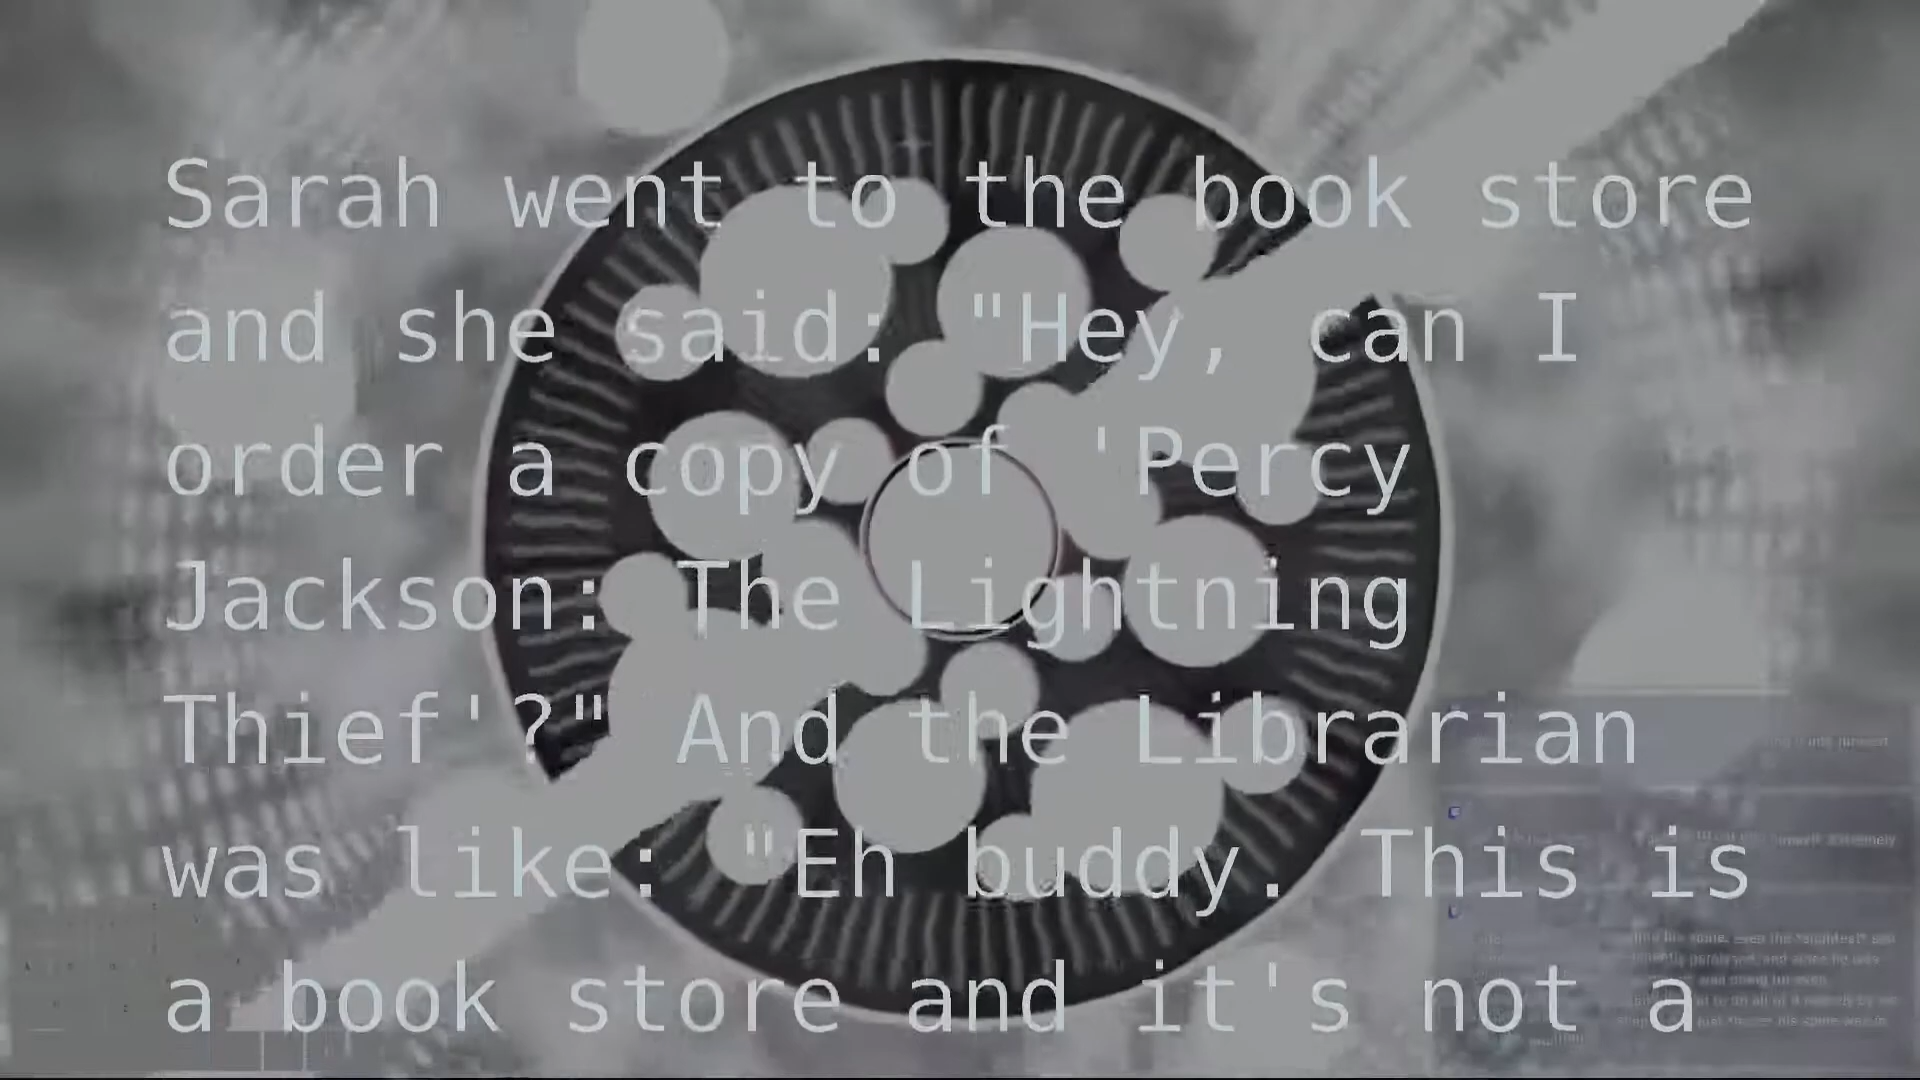 Sarah went to the book store
and she said: "Hey, can I
order a copy of 'Percy
Jackson: The Lightning
Thief'?" And the Librarian
was like: "Eh buddy. This is
a book store and it's not a